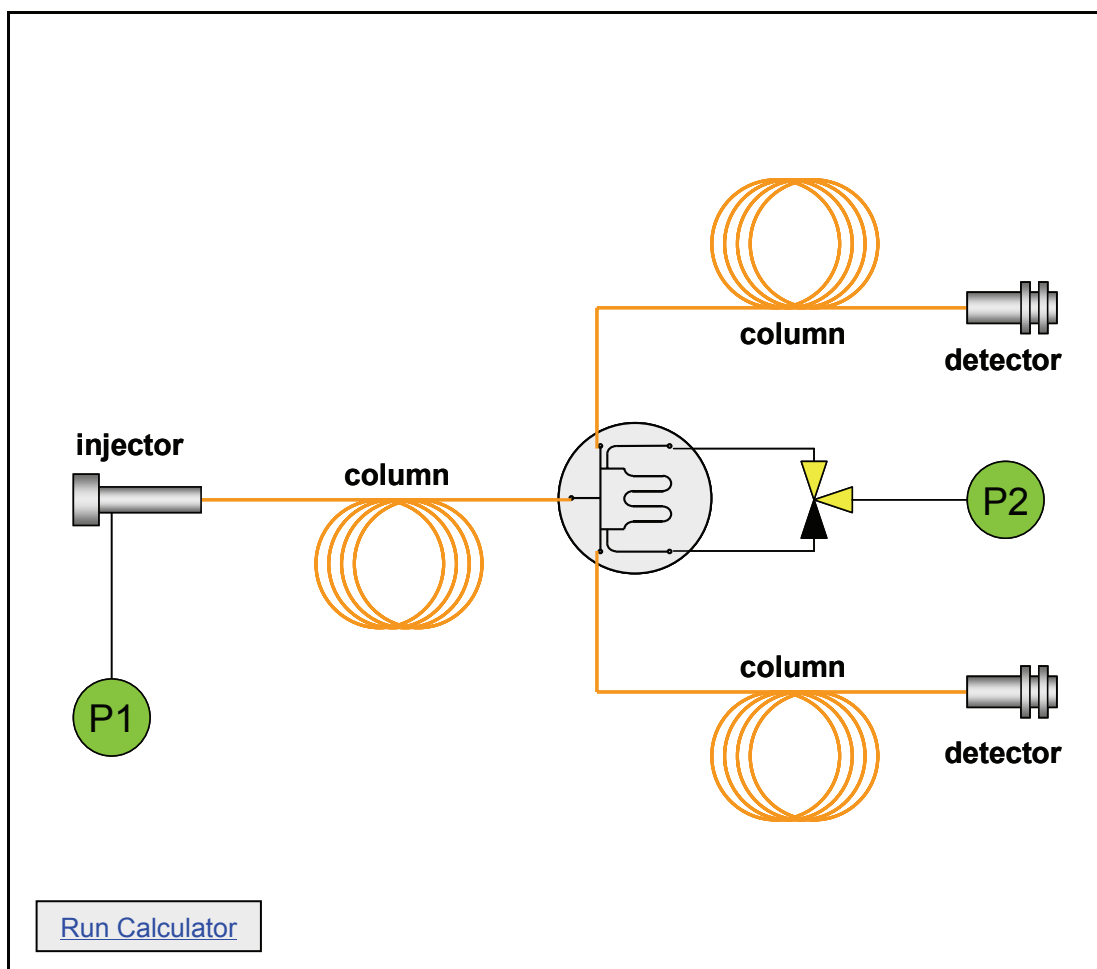 column
detector
injector
column
P2
column
P1
detector
Run Calculator